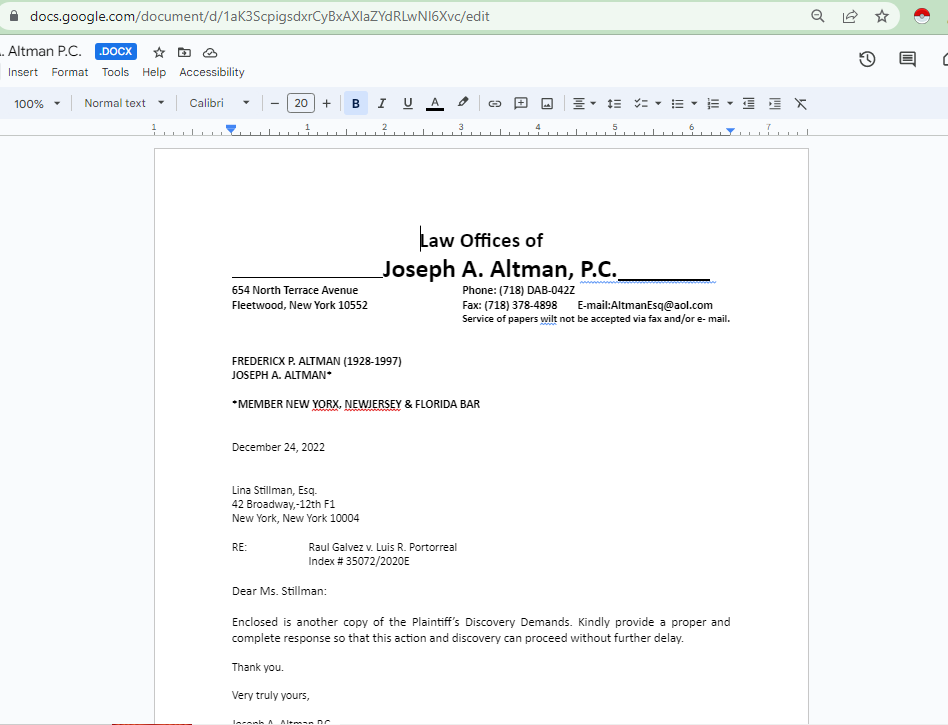 docs.google.com/document/d/1aK3ScpigsdxrCyBxAXIaZYdRLwNI6Xvc/edit
. Altman P.C. .DOCX
Insert Format Tools Help Accessibility
100% Normal text Calibri − 20 + B I U A
1 1 2 3 4 5 6 7
Law Offices of
Joseph A. Altman, P.C.
654 North Terrace Avenue Phone: (718) DAB-042Z
Fleetwood, New York 10552 Fax: (718) 378-4898 E-mail:AltmanEsq@aol.com
Service of papers wilt not be accepted via fax and/or e- mail.
FREDERICX P. ALTMAN (1928-1997)
JOSEPH A. ALTMAN*
*MEMBER NEW YORX, NEWJERSEY & FLORIDA BAR
December 24, 2022
Lina Stillman, Esq.
42 Broadway,-12th F1
New York, New York 10004
RE: Raul Galvez v. Luis R. Portorreal
Index # 35072/2020E
Dear Ms. Stillman:
Enclosed is another copy of the Plaintiff's Discovery Demands. Kindly provide a proper and
complete response so that this action and discovery can proceed without further delay.
Thank you.
Very truly yours,
Joseph A. Altman P.C.